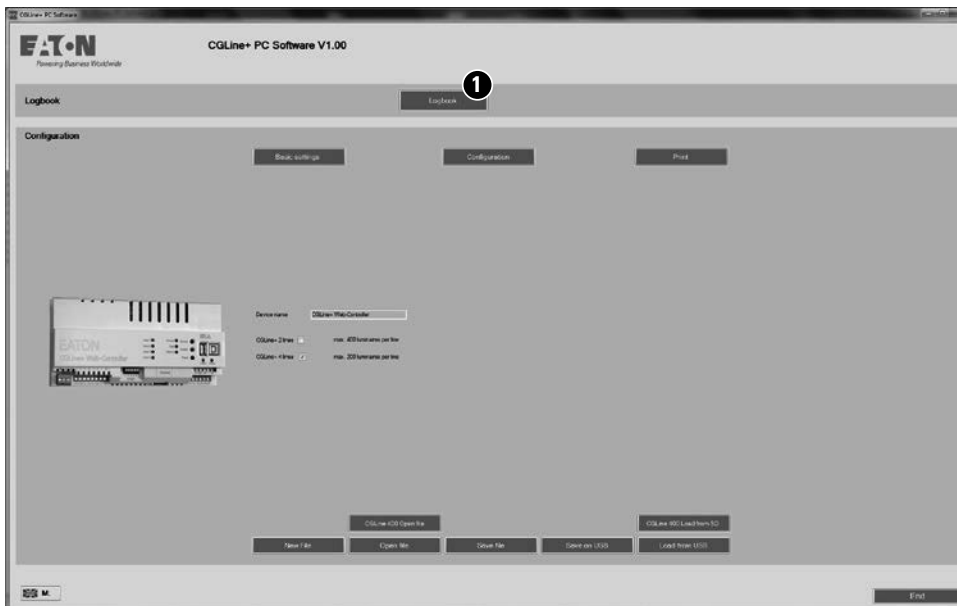 CGLine+ PC Software
EATON
Powering Business Worldwide
CGLine+ PC Software V1.00
1
Logbook
Logbook
Configuration
Basic settings
Configuration
Print
Device name
CGLine+ Web-Controller
CGLine+ 2 lines
max. 400 luminaires per line
CGLine+ 4 lines
max. 200 luminaires per line
EATON
CGLine+ Web-Controller
CGLine 400 Open file
CGLine 400 Load from SD
New File
Open file
Save file
Save on USB
Load from USB
M.
End